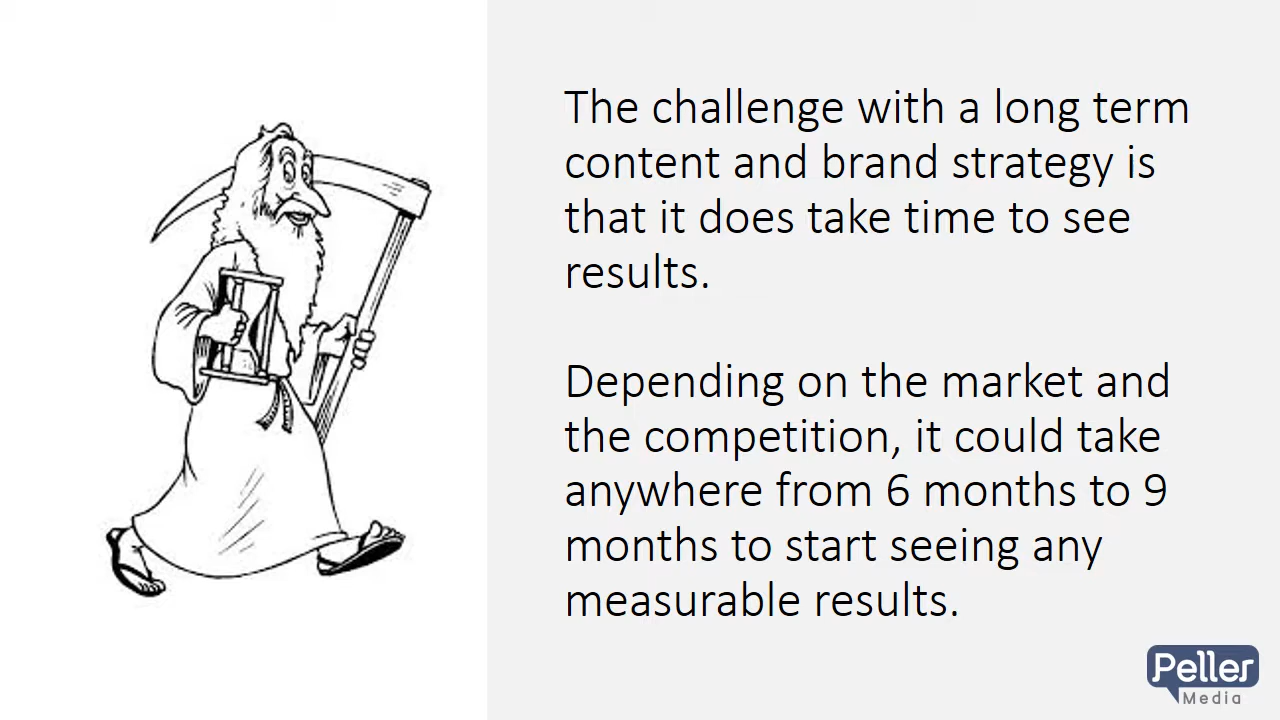 The challenge with a long term
content and brand strategy is
that it does take time to see
results.
Depending on the market and
the competition, it could take
anywhere from 6 months to 9
months to start seeing any
measurable results.
Peller
Media